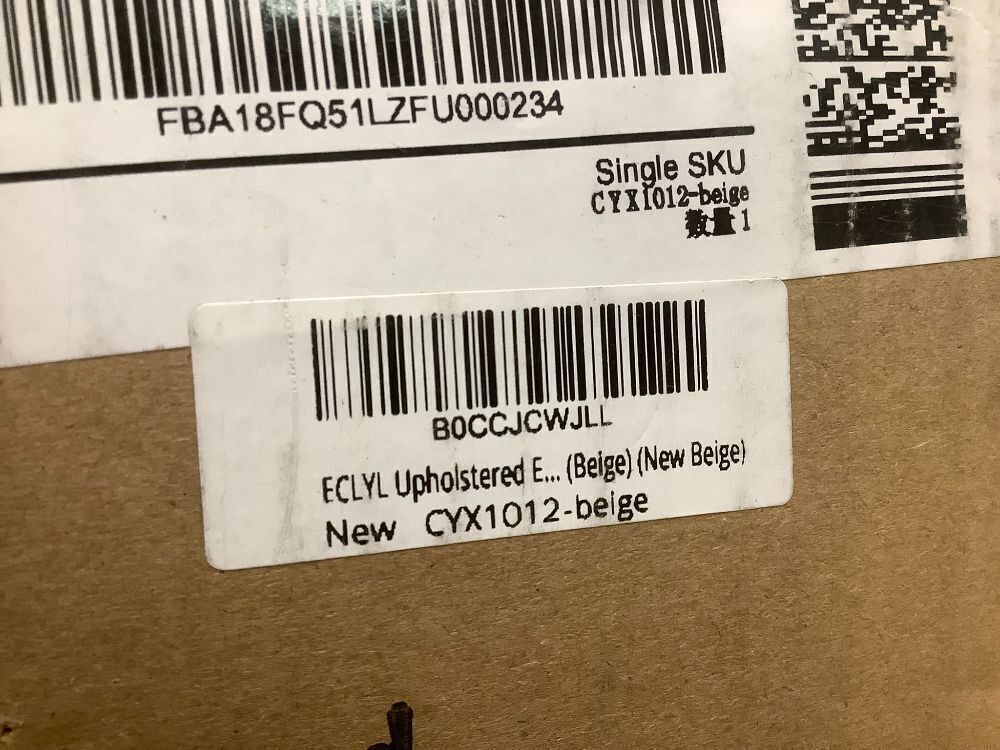 FBA18FQ51LZFU000234
Single SKU
CYX1012-beige
数量 1
B0CCJCWJLL
ECLYL Upholstered E... (Beige) (New Beige)
New CYX1012-beige